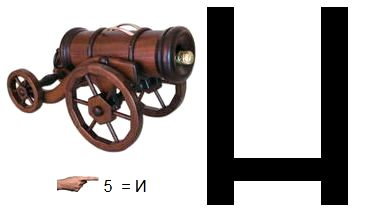 5 = И
Н